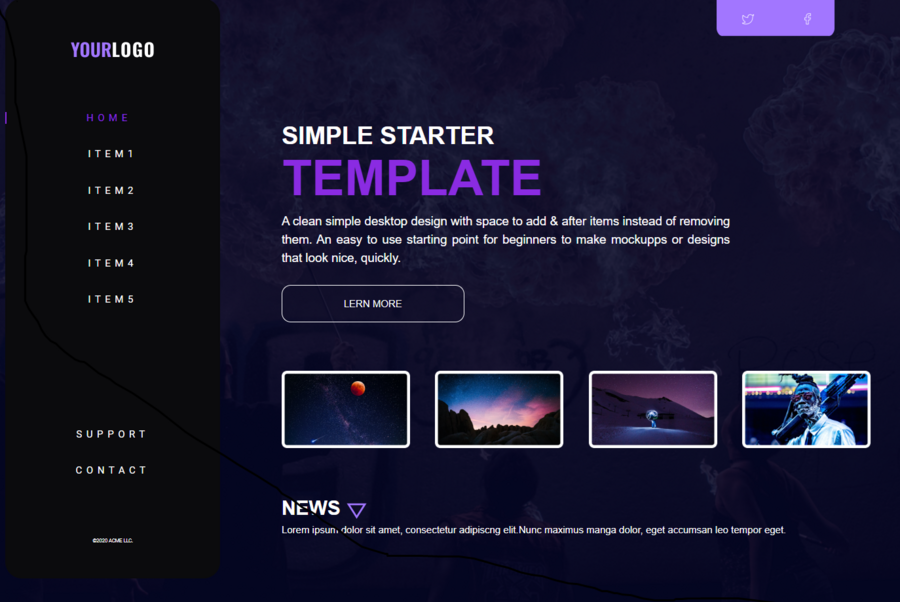 YOURLOGO
HOME
ITEM1
ITEM2
ITEM3
ITEM4
ITEM5
SUPPORT
CONTACT
©2020 ACME LLC.
SIMPLE STARTER
TEMPLATE
A clean simple desktop design with space to add & after items instead of removing
them. An easy to use starting point for beginners to make mockupps or designs
that look nice, quickly.
LERN MORE
NEWS
Lorem ipsum dolor sit amet, consectetur adipiscng elit.Nunc maximus manga dolor, eget accumsan leo tempor eget.